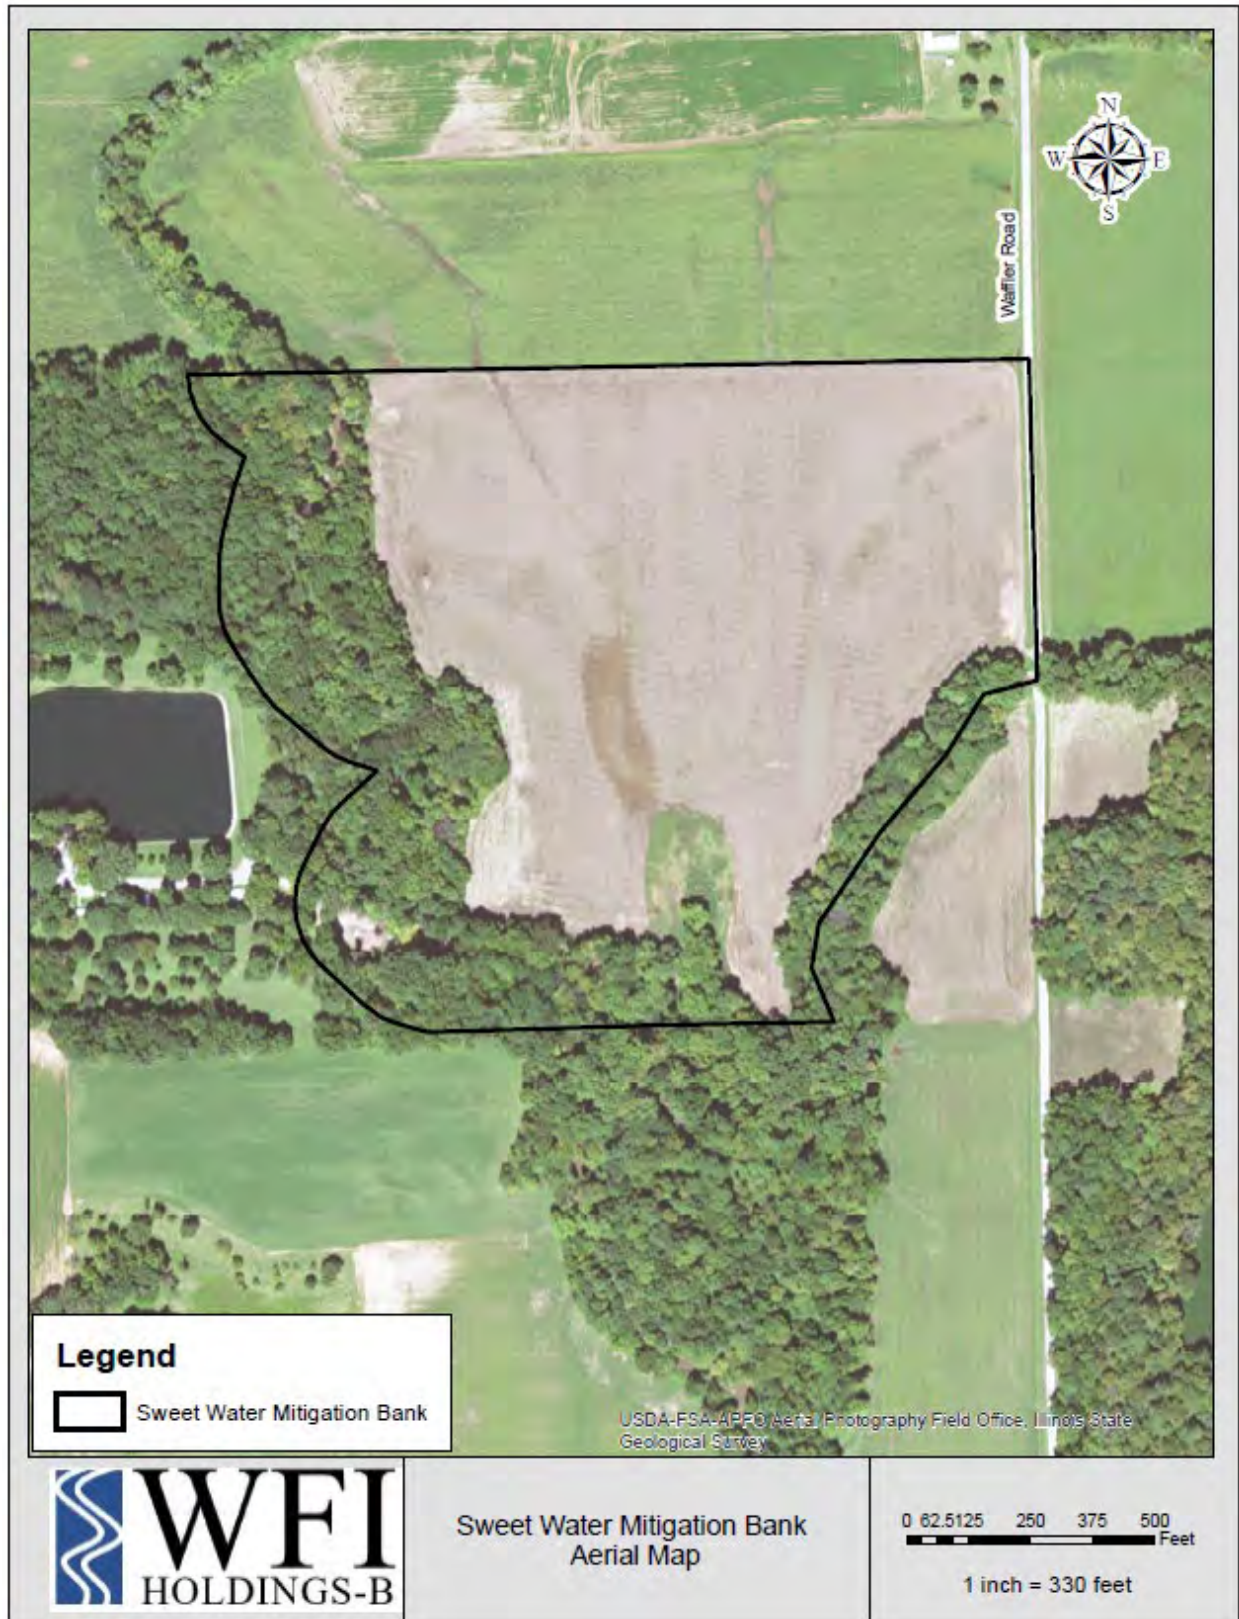 N
W E
S
Waffler Road
Legend
Sweet Water Mitigation Bank
USDA-FSA-APFO Aerial Photography Field Office, Illinois State
Geological Survey
WFI
HOLDINGS-B
Sweet Water Mitigation Bank
Aerial Map
0 62.5125 250 375 500
Feet
1 inch = 330 feet